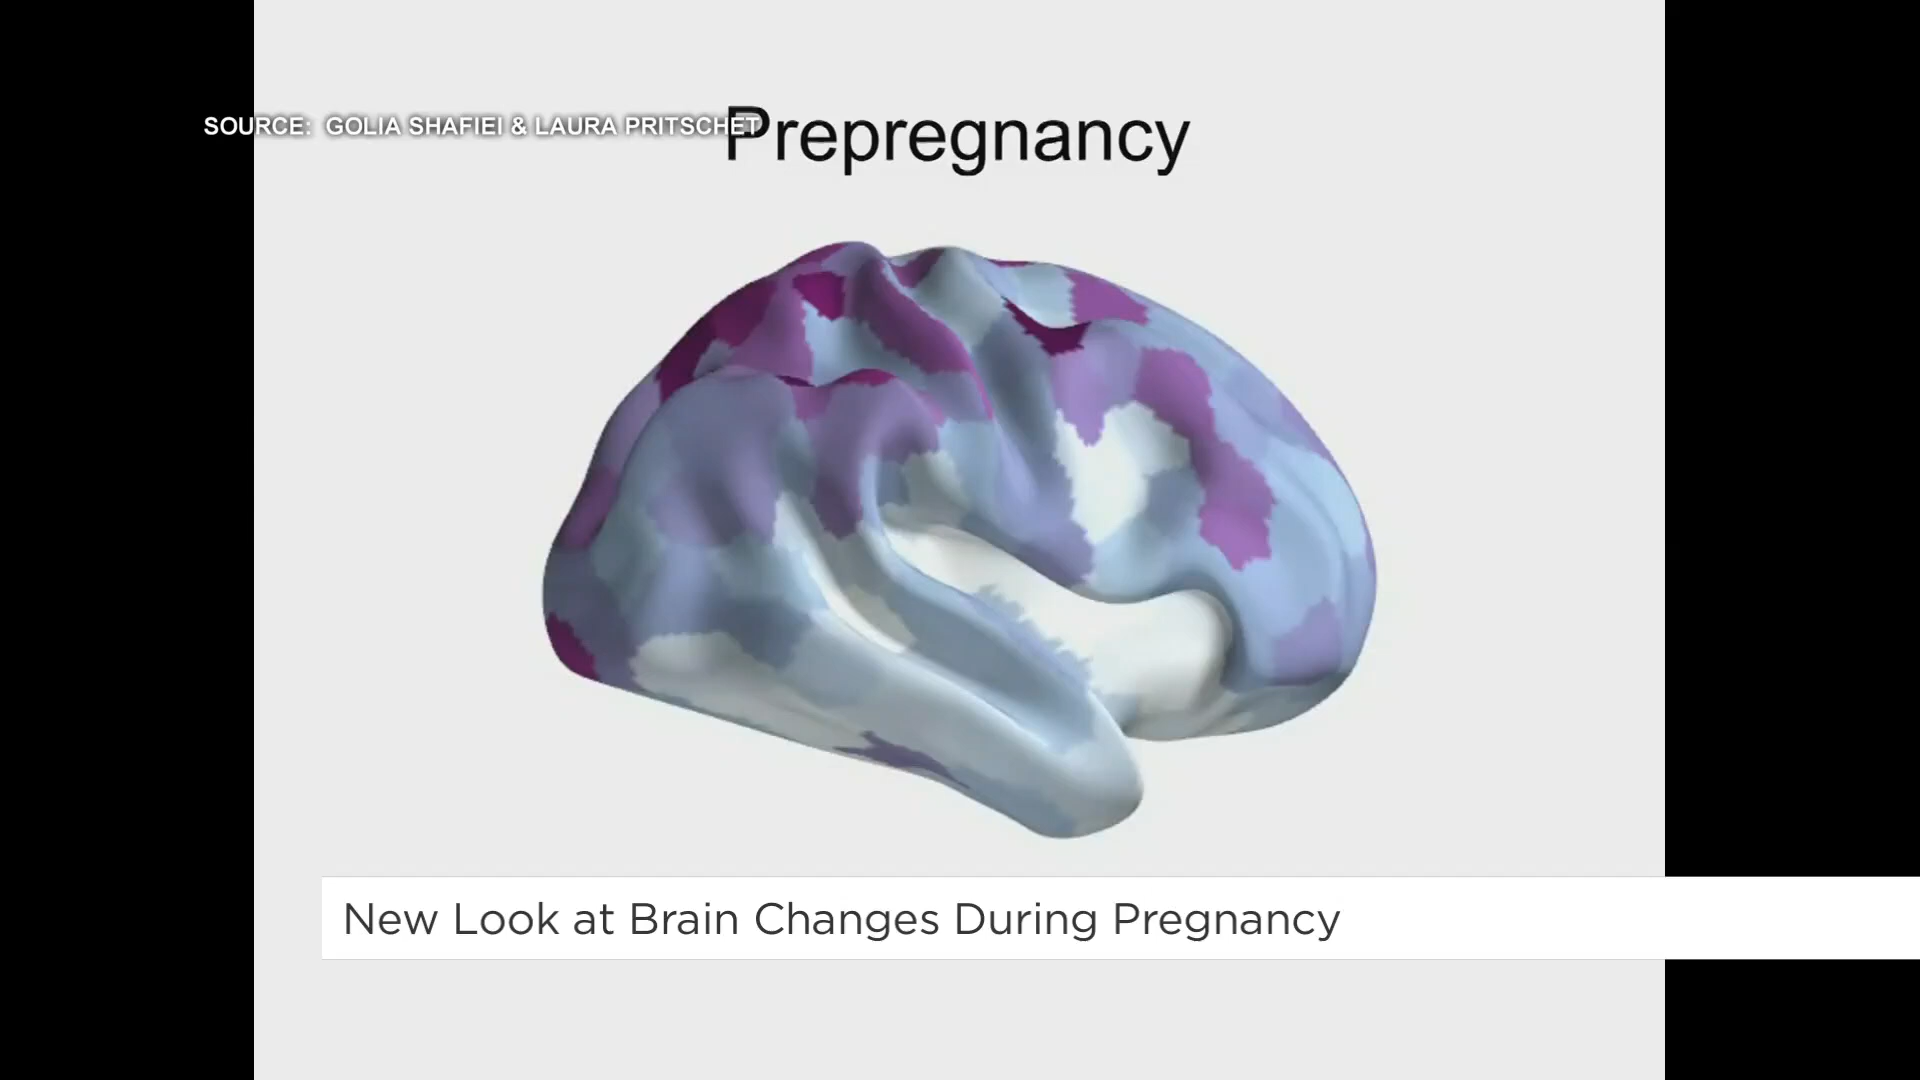 SOURCE: GOLIA SHAFIEI & LAURA PRITSCHET
Prepregnancy
New Look at Brain Changes During Pregnancy